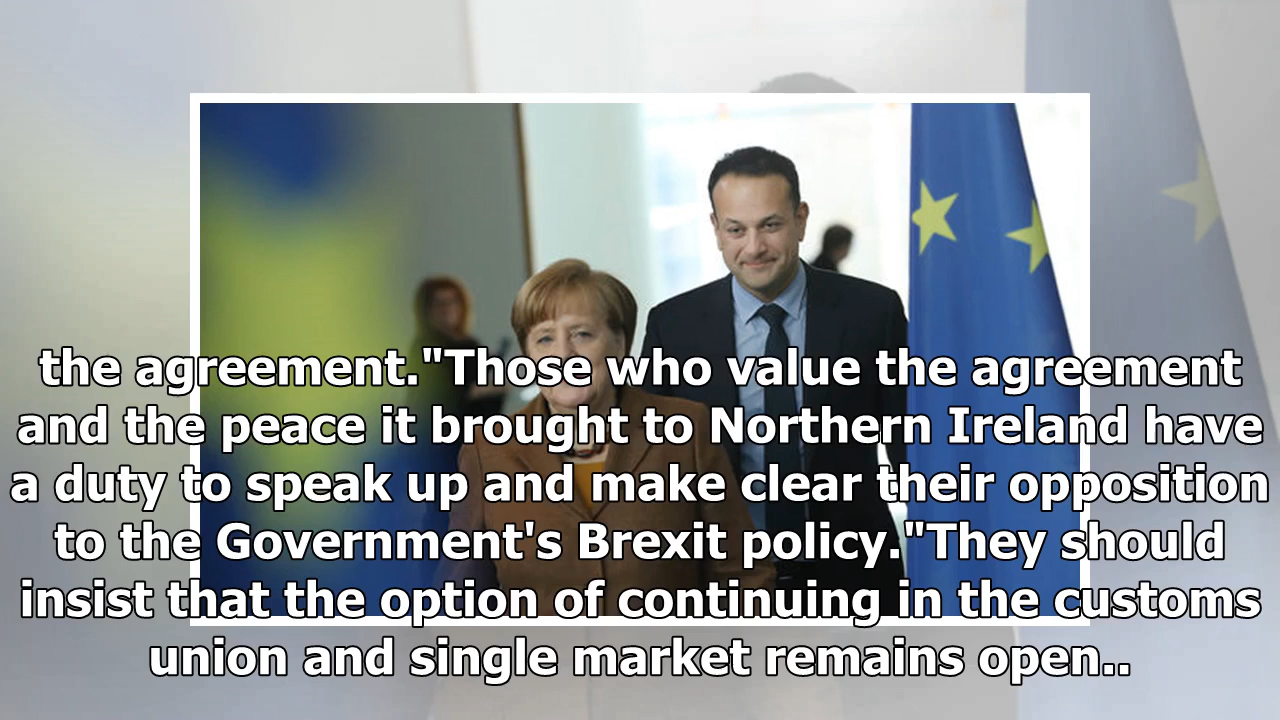 the agreement."Those who value the agreement
and the peace it brought to Northern Ireland have
a duty to speak up and make clear their opposition
to the Government's Brexit policy."They should
insist that the option of continuing in the customs
union and single market remains open..